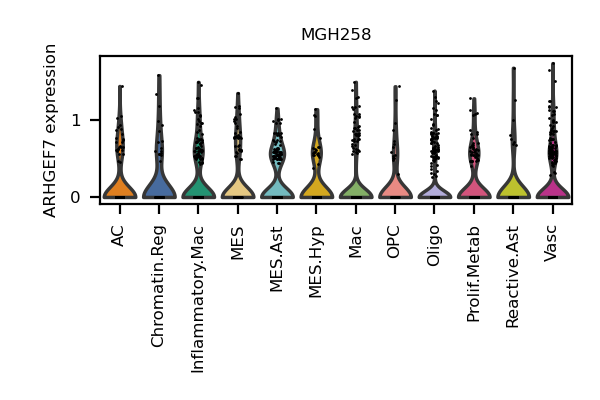 MGH258
ARHGEF7 expression
1
0
AC
Chromatin.Reg
Inflammatory.Mac
MES
MES.Ast
MES.Hyp
Mac
OPC
Oligo
Prolif.Metab
Reactive.Ast
Vasc